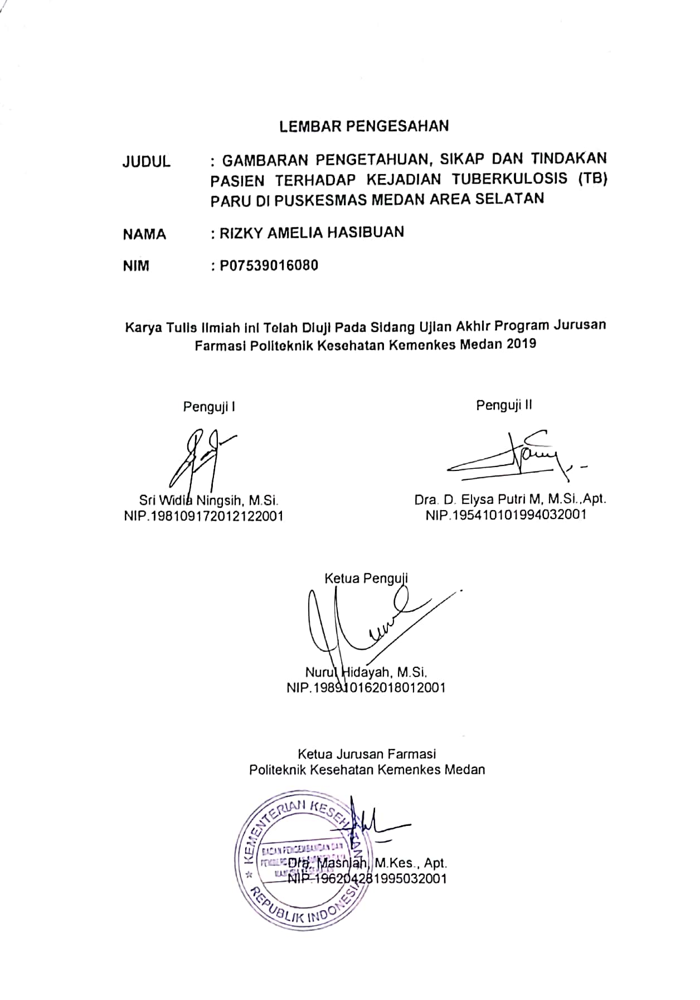 LEMBAR PENGESAHAN
JUDUL : GAMBARAN PENGETAHUAN, SIKAP DAN TINDAKAN
PASIEN TERHADAP KEJADIAN TUBERKULOSIS (TB)
PARU DI PUSKESMAS MEDAN AREA SELATAN
NAMA : RIZKY AMELIA HASIBUAN
NIM : P07539016080
Karya Tulis Ilmiah ini Telah Diuji Pada Sidang Ujian Akhir Program Jurusan
Farmasi Politeknik Kesehatan Kemenkes Medan 2019
Penguji I
Penguji II
Sri Widia Ningsih, M.Si.
NIP.198109172012122001
Dra. D. Elysa Putri M, M.Si.,Apt.
NIP.195410101994032001
Ketua Penguji
Nurul Hidayah, M.Si.
NIP.198910162018012001
Ketua Jurusan Farmasi
Politeknik Kesehatan Kemenkes Medan
KEMENTERIAN KESEHATAN
BADAN PENGEMBANGAN DAN
Dra. Masniah, M.Kes., Apt.
NIP.196204281995032001
REPUBLIK INDONESIA